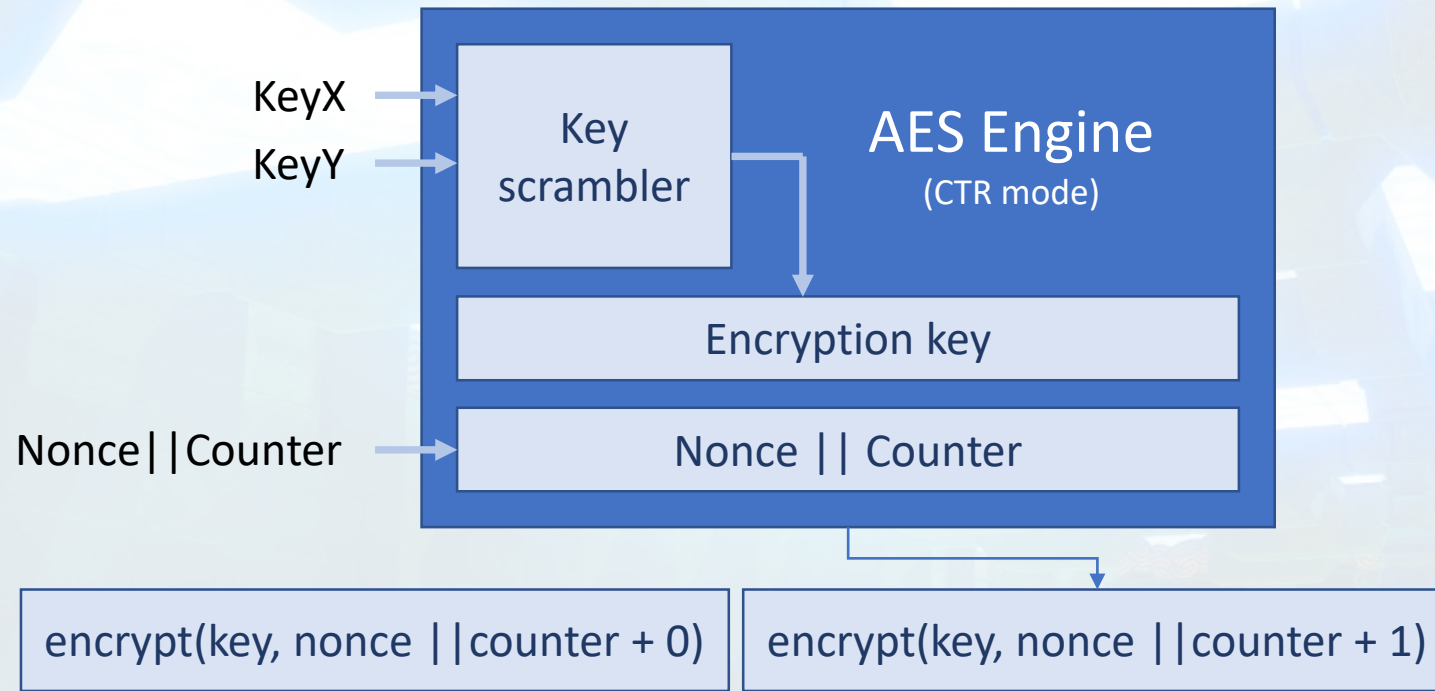 KeyX
KeyY
Key
scrambler
AES Engine
(CTR mode)
Encryption key
Nonce||Counter
Nonce || Counter
encrypt(key, nonce ||counter + 0)
encrypt(key, nonce ||counter + 1)